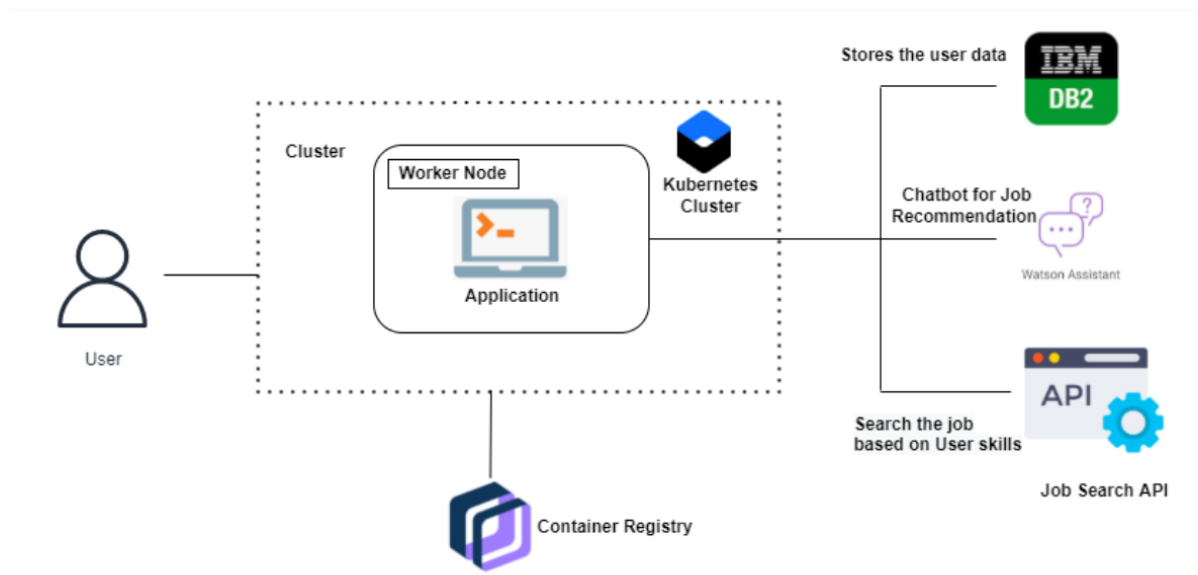 Stores the user data
IBM
DB2
Cluster
Worker Node
Kubernetes
Cluster
Chatbot for Job
Recommendation
?
Watson Assistant
Application
User
API
Search the job
based on User skills
Job Search API
Container Registry